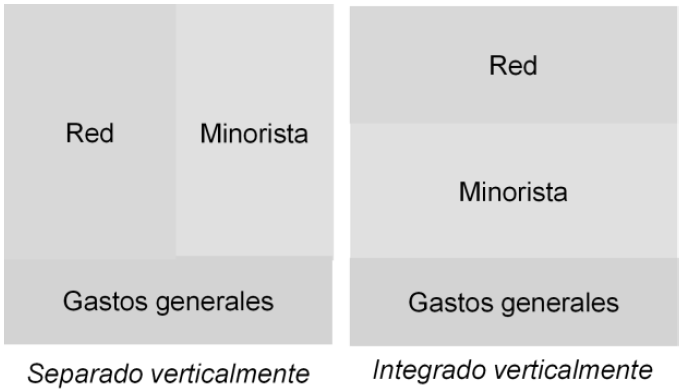 Red
Minorista
Gastos generales
Separado verticalmente
Red
Minorista
Gastos generales
Integrado verticalmente